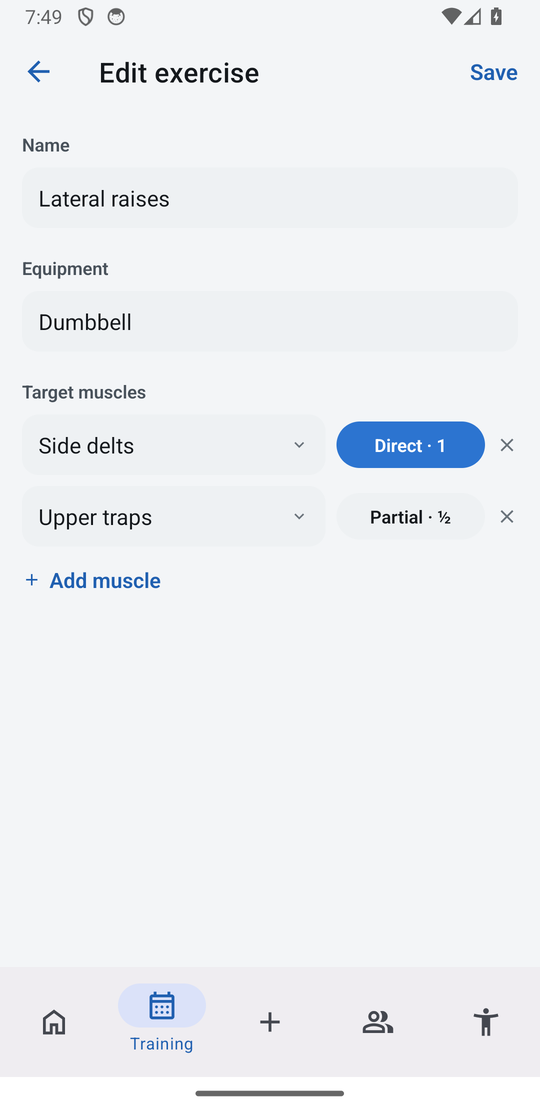 7:49
Edit exercise
Save
Name
Lateral raises
Equipment
Dumbbell
Target muscles
Side delts
Direct · 1
Upper traps
Partial · ½
+ Add muscle
Training